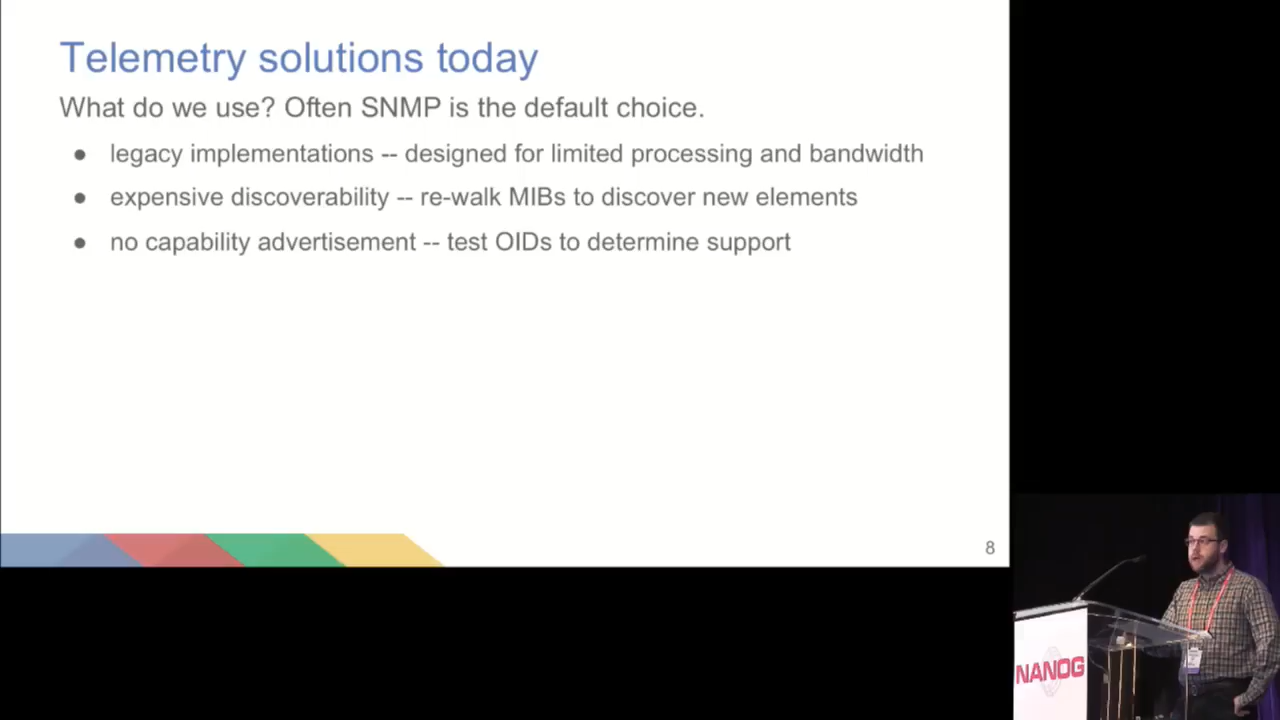 Telemetry solutions today
What do we use? Often SNMP is the default choice.
● legacy implementations -- designed for limited processing and bandwidth
● expensive discoverability -- re-walk MIBs to discover new elements
● no capability advertisement -- test OIDs to determine support
8
NANOG